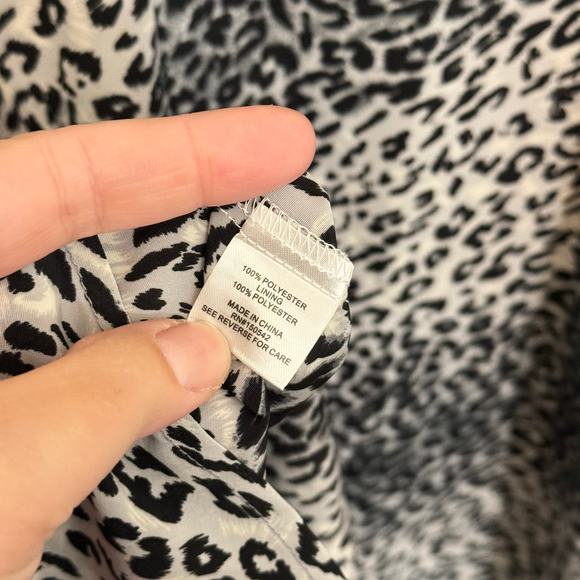 100% POLYESTER
LINING
100% POLYESTER
MADE IN CHINA
RN#150542
SEE REVERSE FOR CARE